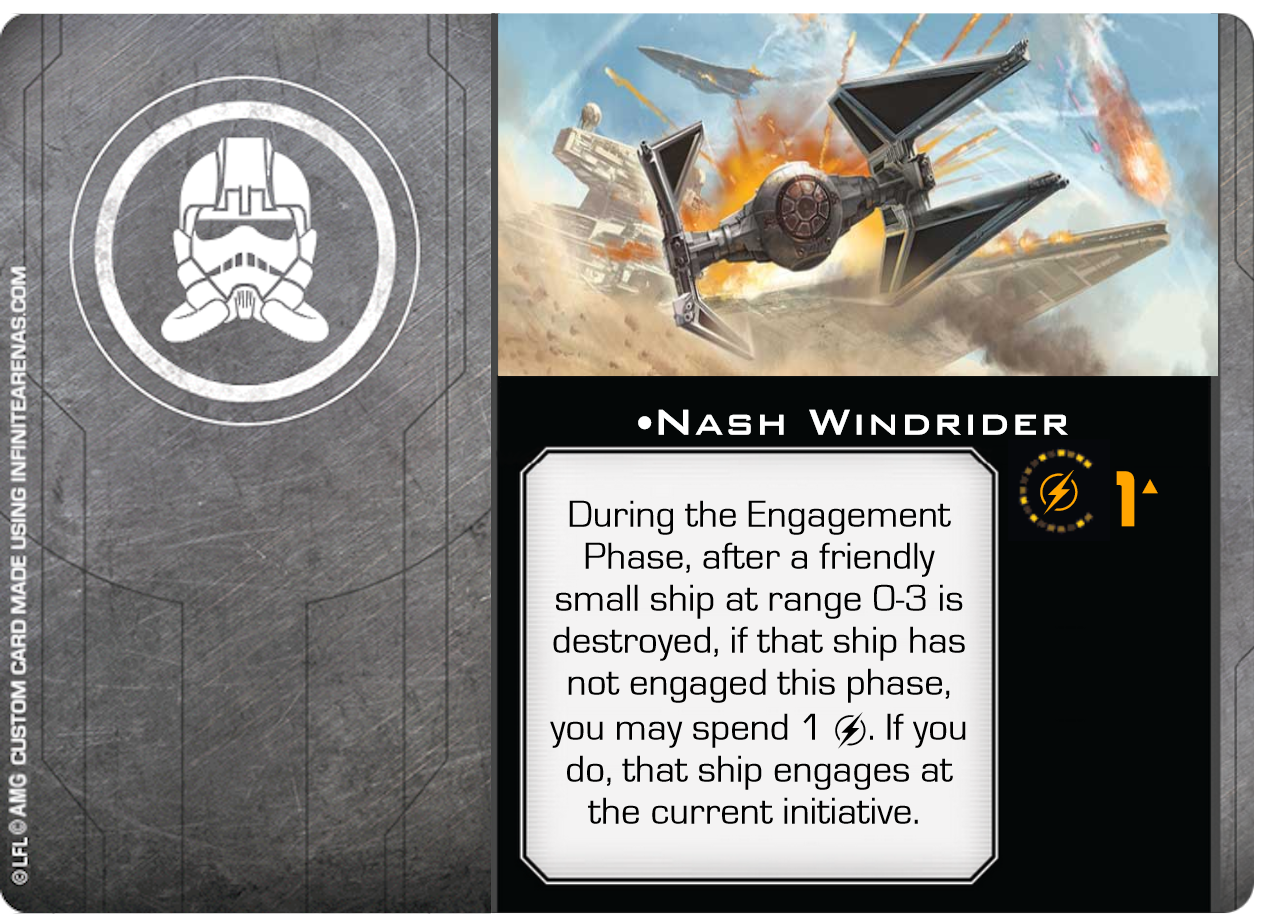 ©LFL ©AMG CUSTOM CARD MADE USING INFINITEARENAS.COM
•NASH WINDRIDER
1
During the Engagement
Phase, after a friendly
small ship at range 0-3 is
destroyed, if that ship has
not engaged this phase,
you may spend 1 . If you
do, that ship engages at
the current initiative.